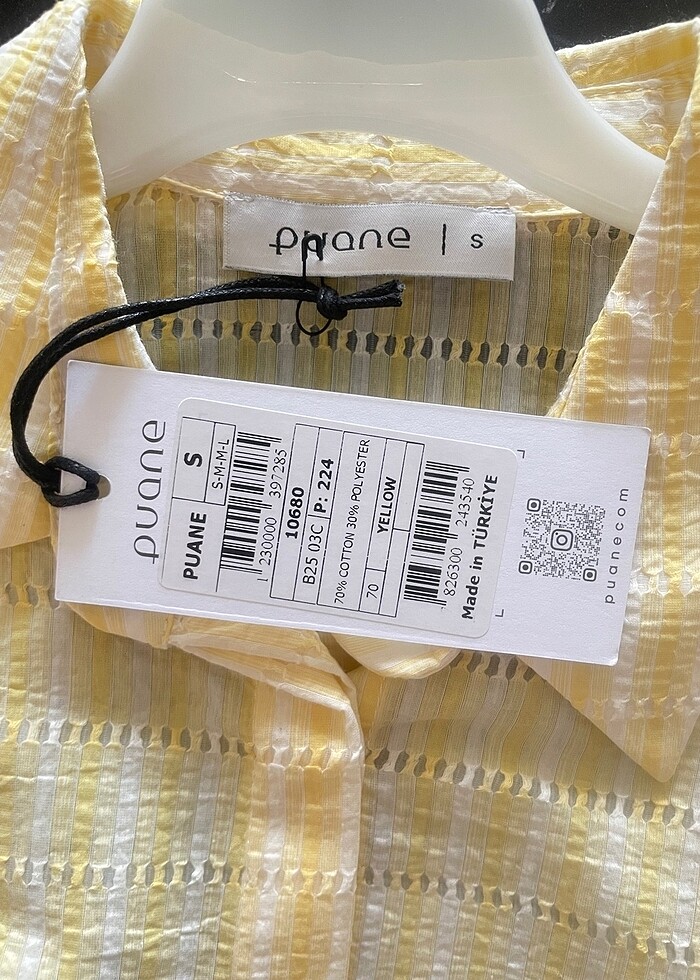 puane | S
puane
PUANE
S
S-M-M-L
1230000 397285
10680
B25 03C
P: 224
70% COTTON 30% POLYESTER
70
YELLOW
826300 243540
Made in TÜRKİYE
puanecom